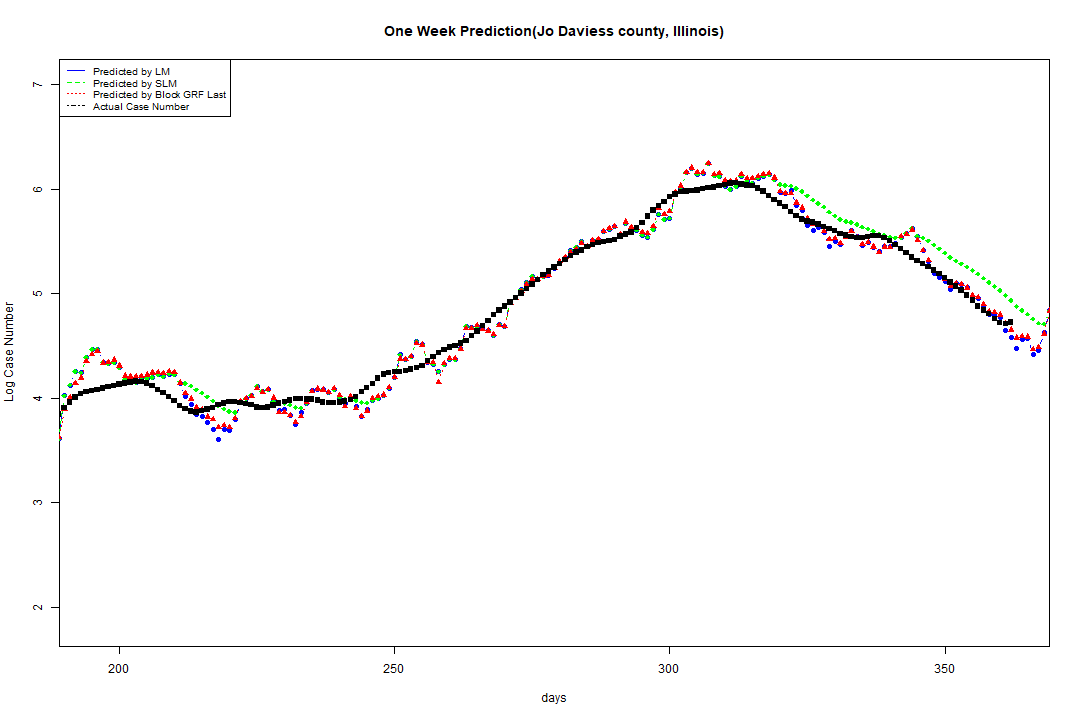 One Week Prediction(Jo Daviess county, Illinois)
Predicted by LM
Predicted by SLM
Predicted by Block GRF Last
Actual Case Number
7
6
5
4
3
2
Log Case Number
200 250 300 350
days